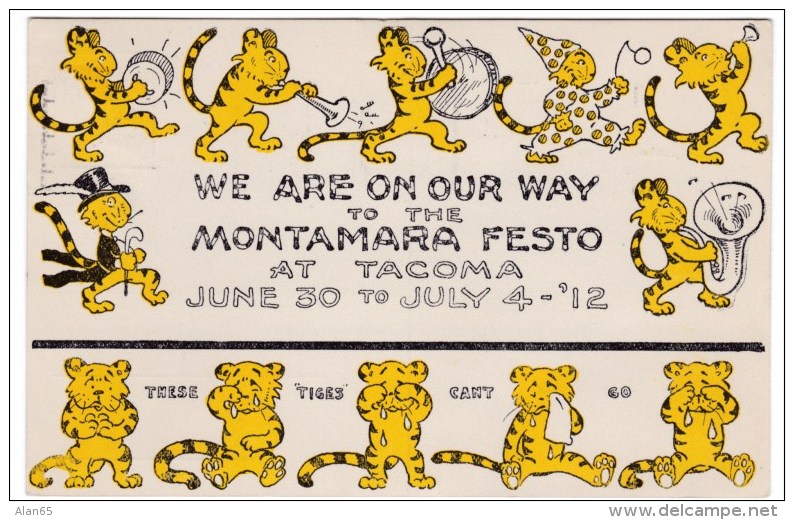 WE ARE ON OUR WAY
TO THE
MONTAMARA FESTO
AT TACOMA
JUNE 30 TO JULY 4 - '12
THESE "TIGES" CANT GO
Alan65
delcampe.net